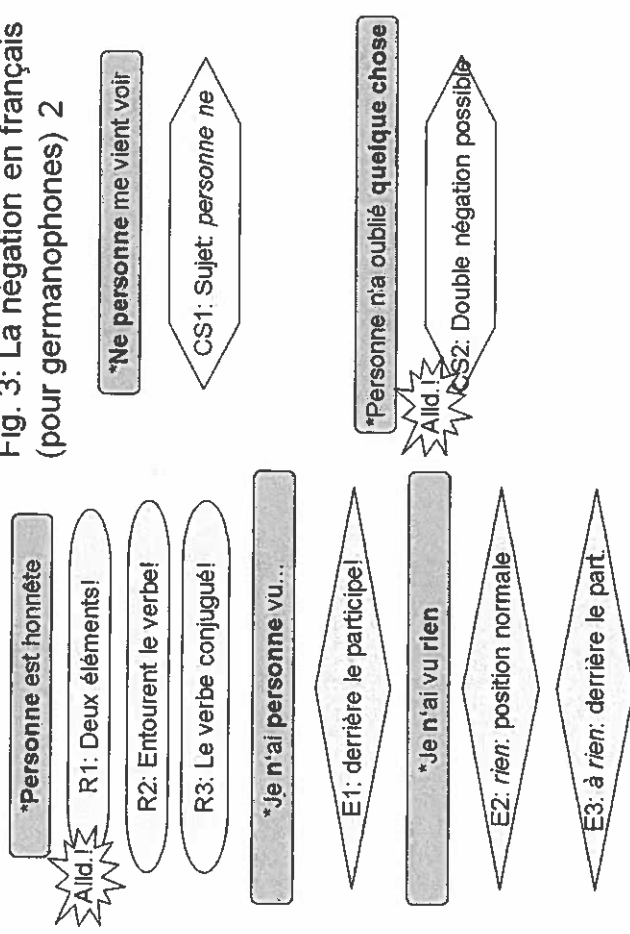 Fig. 3: La négation en français
(pour germanophones) 2
*Personne est honnête
Alld.!
R1: Deux éléments!
R2: Entourent le verbe!
R3: Le verbe conjugué!
*Je n'ai personne vu...
E1: derrière le participe!
*Je n'ai vu rien
E2: rien: position normale
E3: à rien: derrière le part.
*Ne personne me vient voir
CS1: Sujet: personne ne
*Personne n'a oublié quelque chose
Alld.!
CS2: Double négation possible